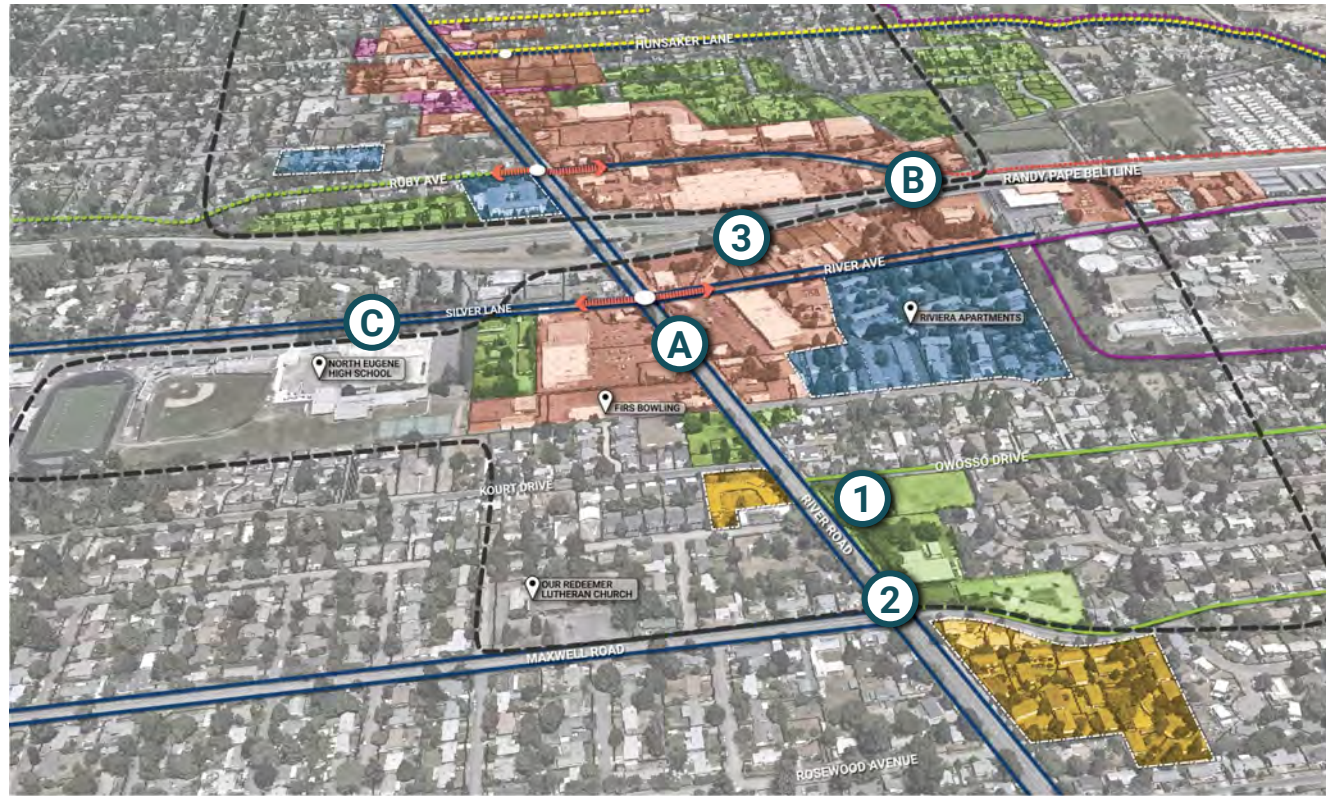 HUNSAKER LANE
RUBY AVE
B
RANDY PAPE BELTLINE
3
RIVER AVE
SILVER LANE
C
RIVIERA APARTMENTS
A
NORTH EUGENE
HIGH SCHOOL
FIRS BOWLING
OWOSSO DRIVE
KOURT DRIVE
1
RIVER ROAD
OUR REDEEMER
LUTHERAN CHURCH
2
MAXWELL ROAD
ROSEWOOD AVENUE